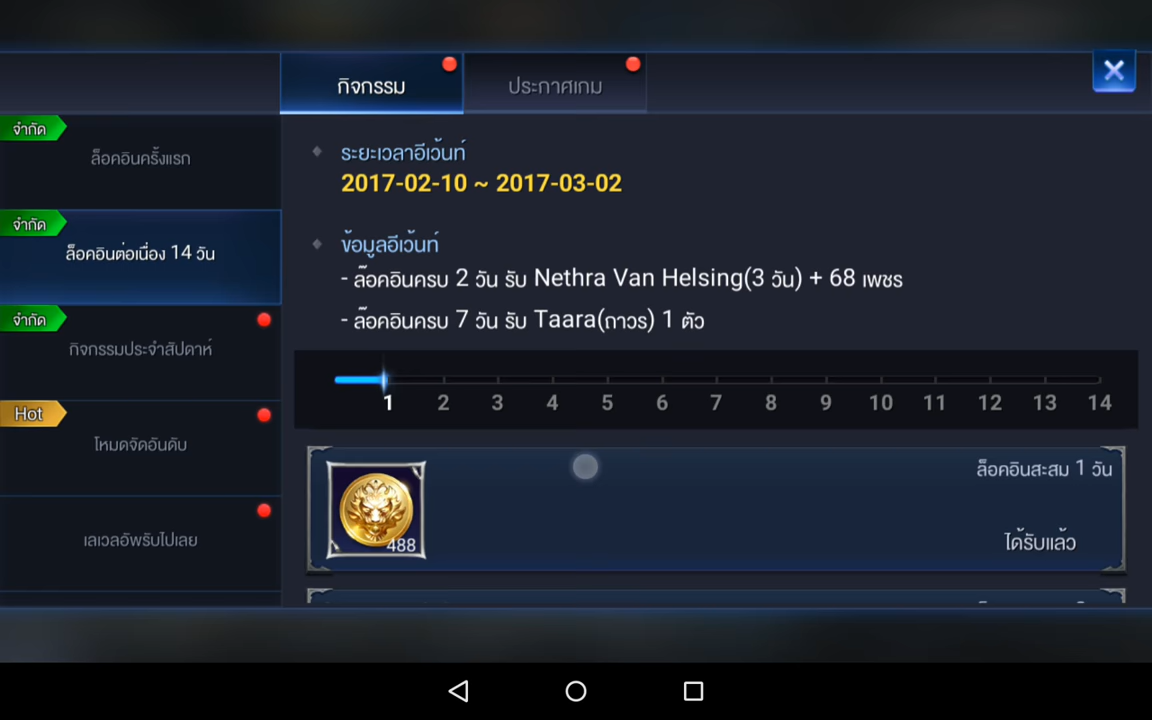 กิจกรรม
ประกาศเกม
จำกัด
ล็อคอินครั้งแรก
จำกัด
ล็อคอินต่อเนื่อง 14 วัน
จำกัด
กิจกรรมประจำสัปดาห์
Hot
โหมดจัดอันดับ
เลเวลอัพรับไปเลย
ระยะเวลาอีเว้นท์
2017-02-10 ~ 2017-03-02
ข้อมูลอีเว้นท์
- ล๊อคอินครบ 2 วัน รับ Nethra Van Helsing(3 วัน) + 68 เพชร
- ล๊อคอินครบ 7 วัน รับ Taara(ถาวร) 1 ตัว
1 2 3 4 5 6 7 8 9 10 11 12 13 14
ล็อคอินสะสม 1 วัน
488
ได้รับแล้ว